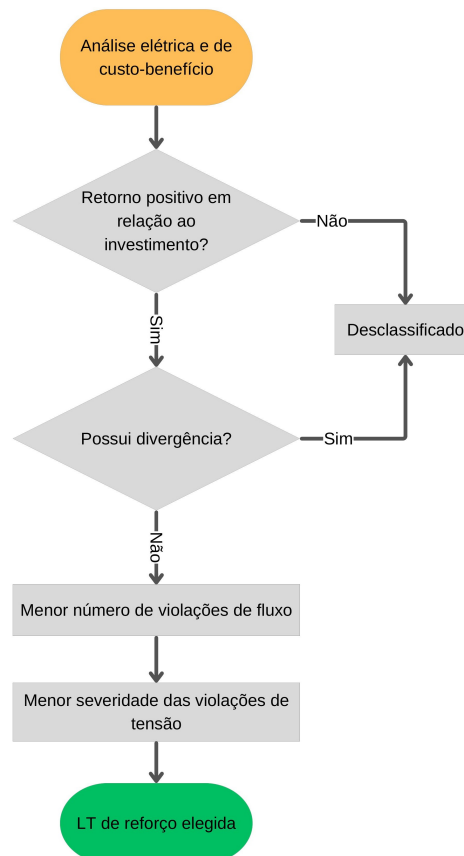 Análise elétrica e de
custo-benefício
Retorno positivo em
relação ao
investimento?
Não
Sim
Desclassificado
Possui divergência?
Sim
Não
Menor número de violações de fluxo
Menor severidade das violações de
tensão
LT de reforço elegida